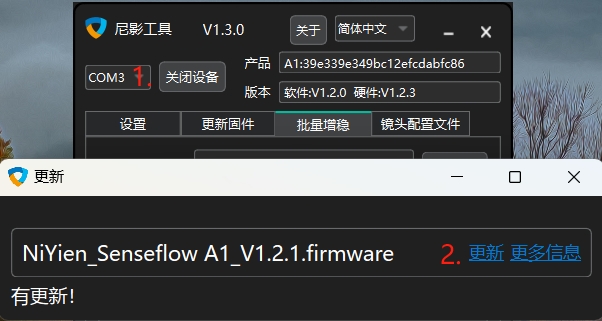 尼影工具 V1.3.0 关于 简体中文
COM3 1. 关闭设备 产品 A1:39e339e349bc12efcdabfc86
版本 软件:V1.2.0 硬件:V1.2.3
设置 更新固件 批量增稳 镜头配置文件
更新
NiYien_Senseflow A1_V1.2.1.firmware 2. 更新 更多信息
有更新!